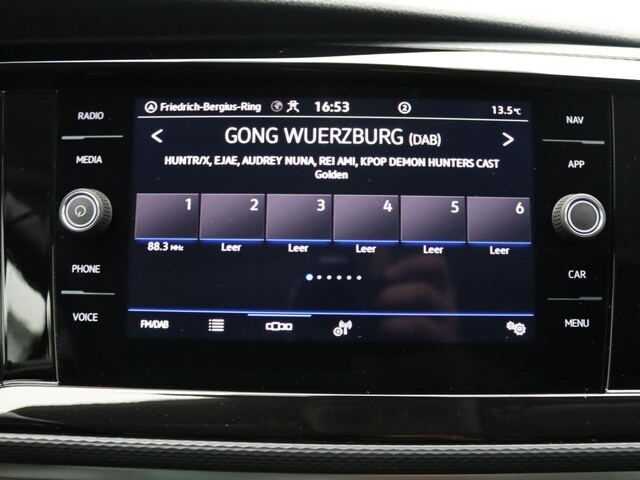 RADIO
MEDIA
PHONE
VOICE
Friedrich-Bergius-Ring 16:53 2 13.5°C
< GONG WUERZBURG (DAB) >
HUNTR/X, EJAE, AUDREY NUNA, REI AMI, KPOP DEMON HUNTERS CAST
Golden
1 2 3 4 5 6
88.3 MHz Leer Leer Leer Leer Leer
FM/DAB
NAV
APP
CAR
MENU